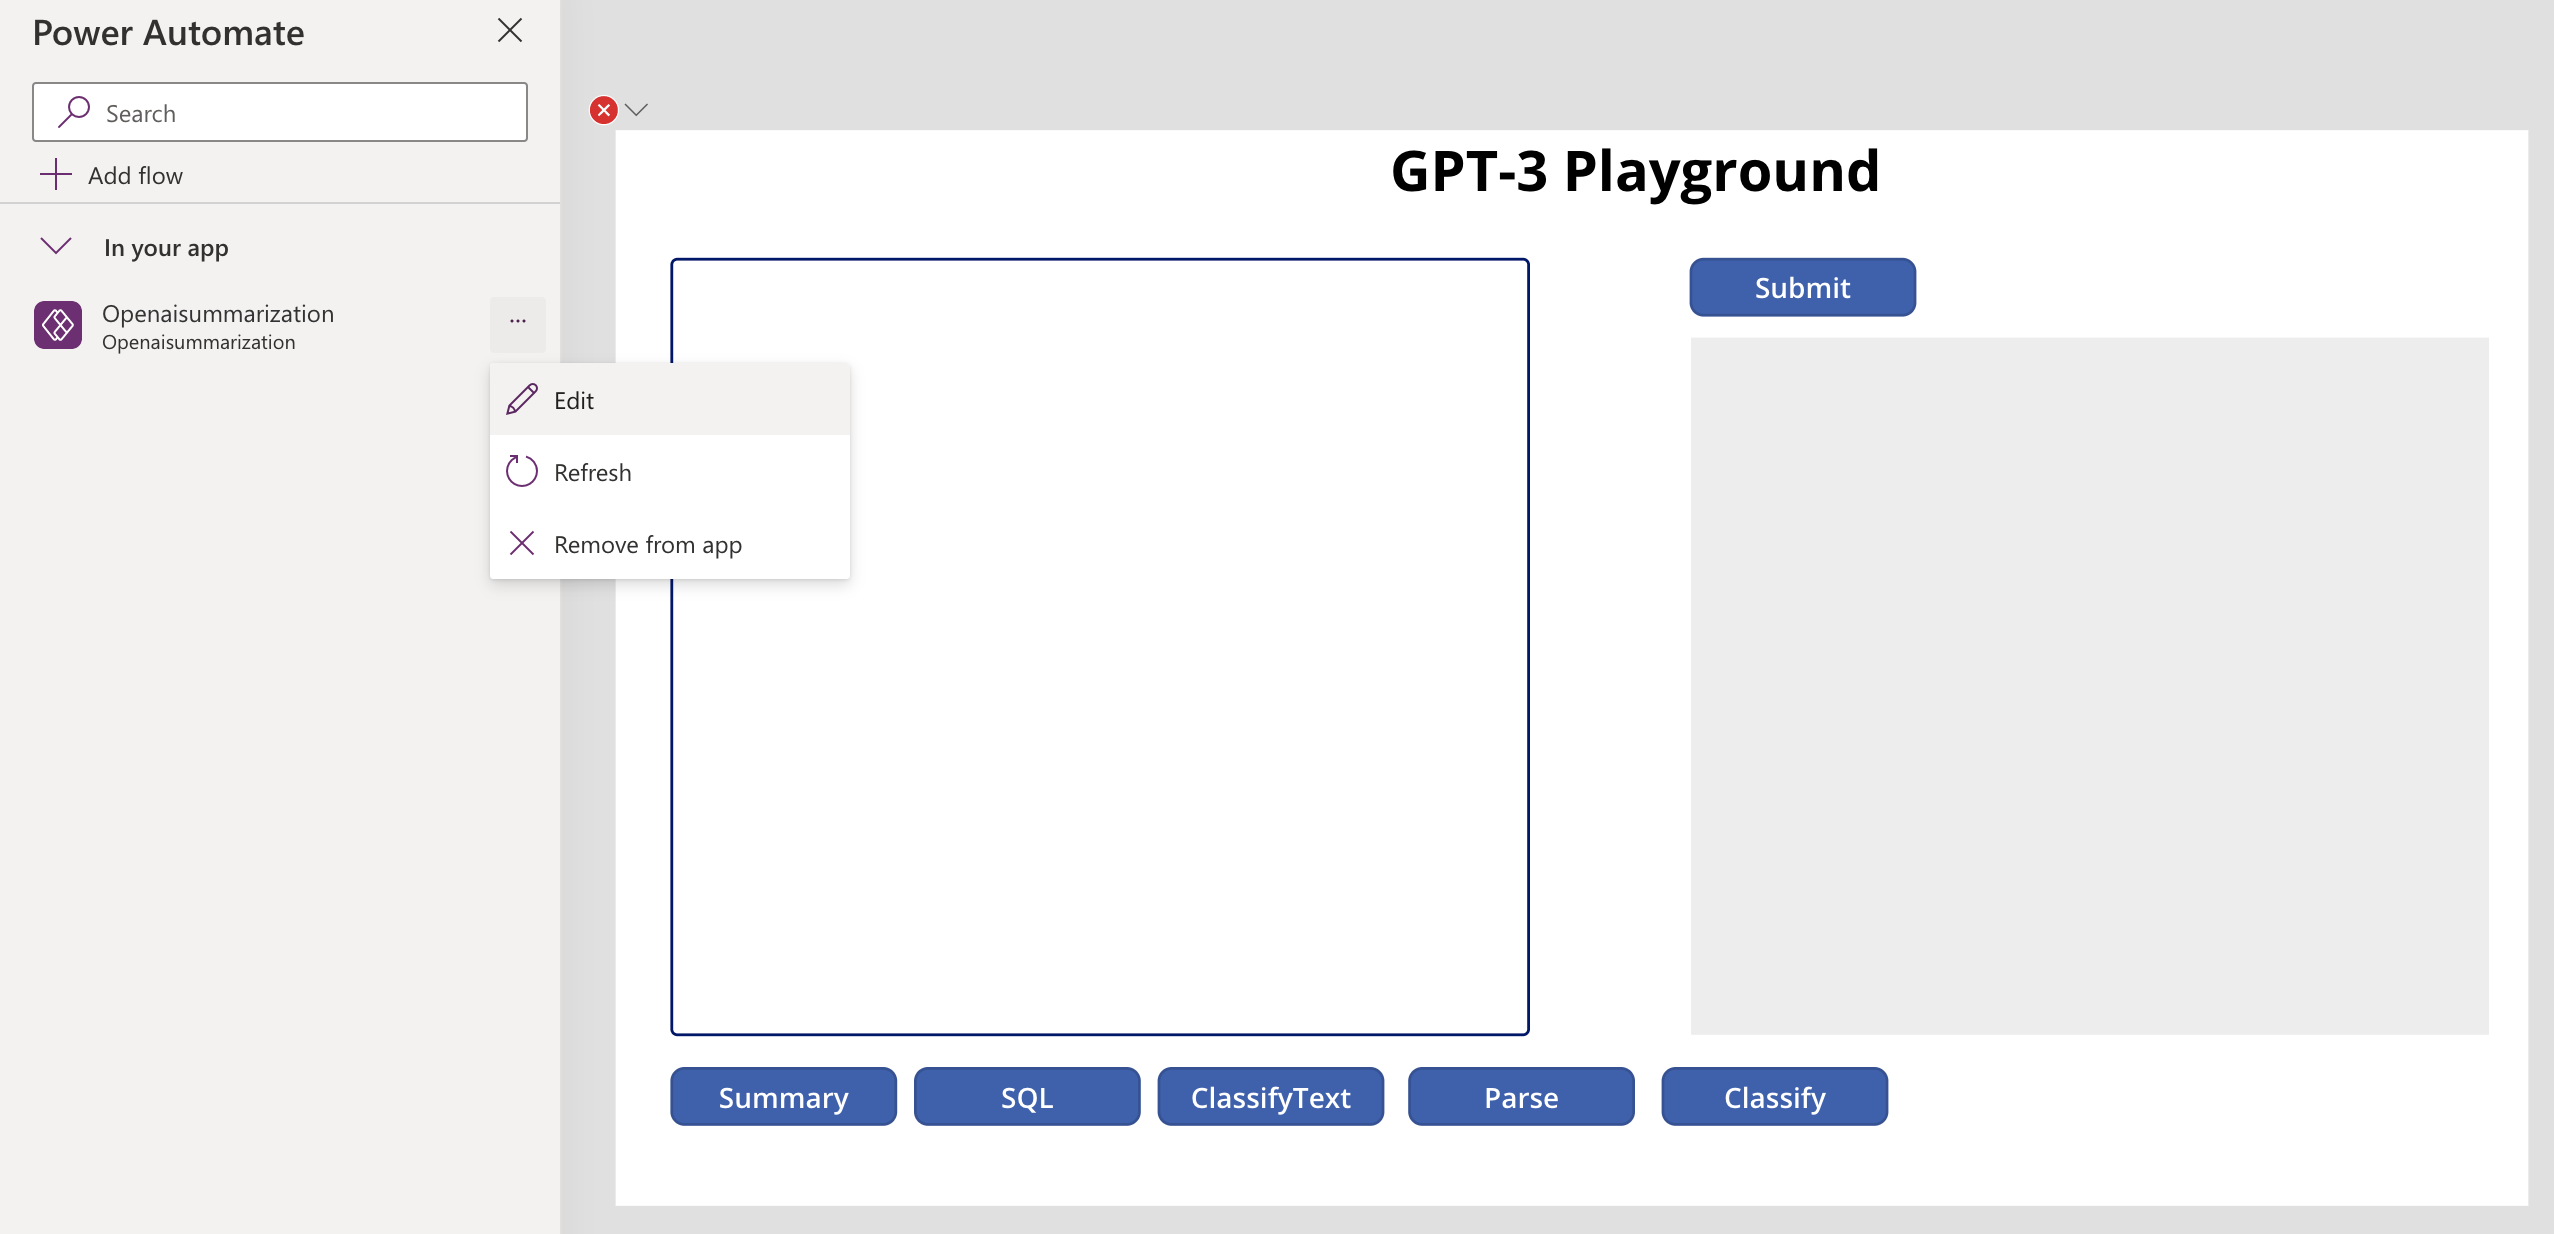 Power Automate
Search
Add flow
In your app
Openaisummarization
Openaisummarization
...
Edit
Refresh
Remove from app
GPT-3 Playground
Submit
Summary
SQL
ClassifyText
Parse
Classify